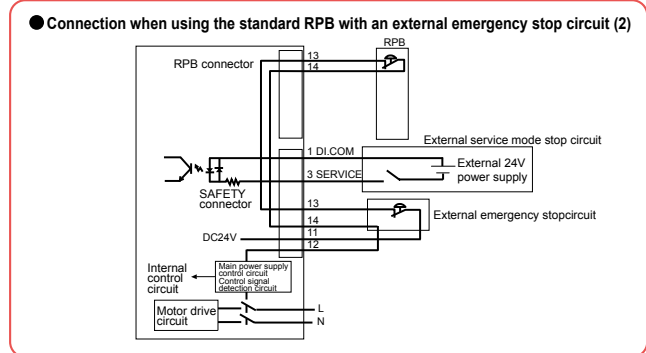 ● Connection when using the standard RPB with an external emergency stop circuit (2)
RPB
RPB connector
13
14
1 DI.COM
3 SERVICE
External service mode stop circuit
External 24V
power supply
SAFETY
connector
13
14
11
12
External emergency stopcircuit
DC24V
Internal
control
circuit
Main power supply
control circuit
Control signal
detection circuit
Motor drive
circuit
L
N